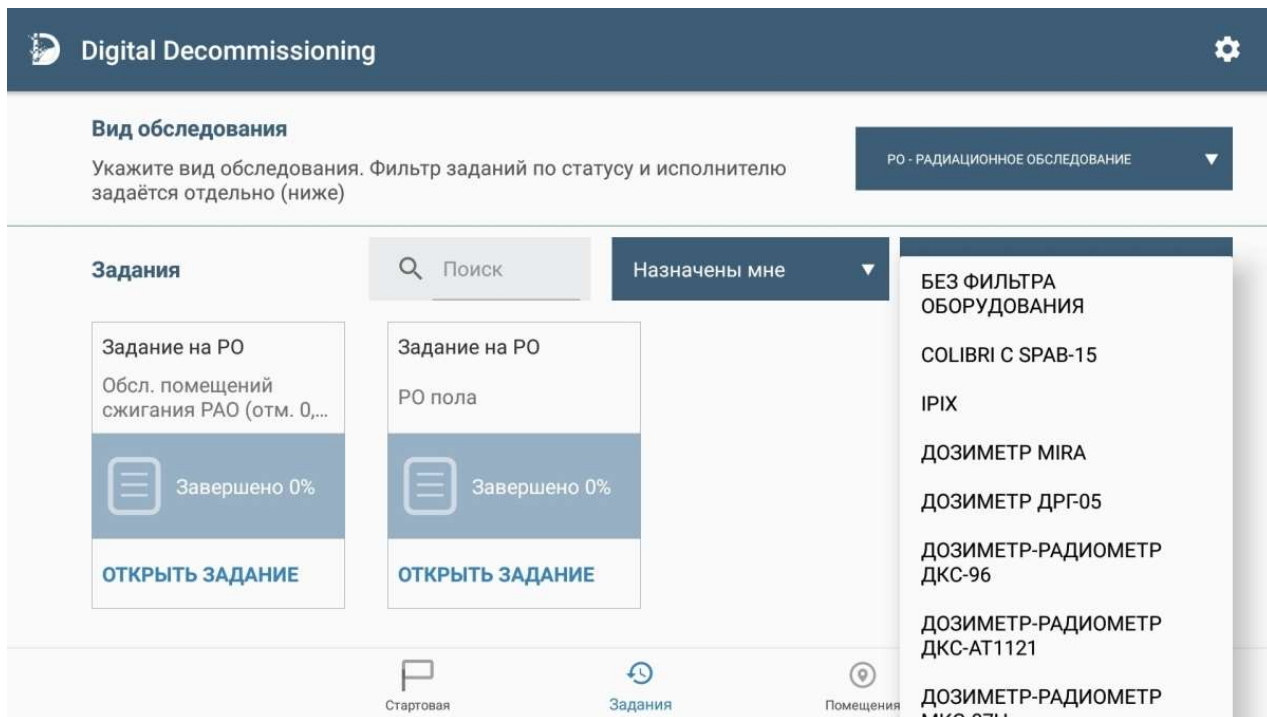 Digital Decommissioning
Вид обследования
Укажите вид обследования. Фильтр заданий по статусу и исполнителю
задаётся отдельно (ниже)
РО - РАДИАЦИОННОЕ ОБСЛЕДОВАНИЕ
Задания
Поиск
Назначены мне
Задание на РО
Обсл. помещений
сжигания РАО (отм. 0,...
Завершено 0%
ОТКРЫТЬ ЗАДАНИЕ
Задание на РО
РО пола
Завершено 0%
ОТКРЫТЬ ЗАДАНИЕ
БЕЗ ФИЛЬТРА
ОБОРУДОВАНИЯ
COLIBRI С SPAB-15
IPIX
ДОЗИМЕТР MIRA
ДОЗИМЕТР ДРГ-05
ДОЗИМЕТР-РАДИОМЕТР
ДКС-96
ДОЗИМЕТР-РАДИОМЕТР
ДКС-АТ1121
ДОЗИМЕТР-РАДИОМЕТР
Стартовая
Задания
Помещения